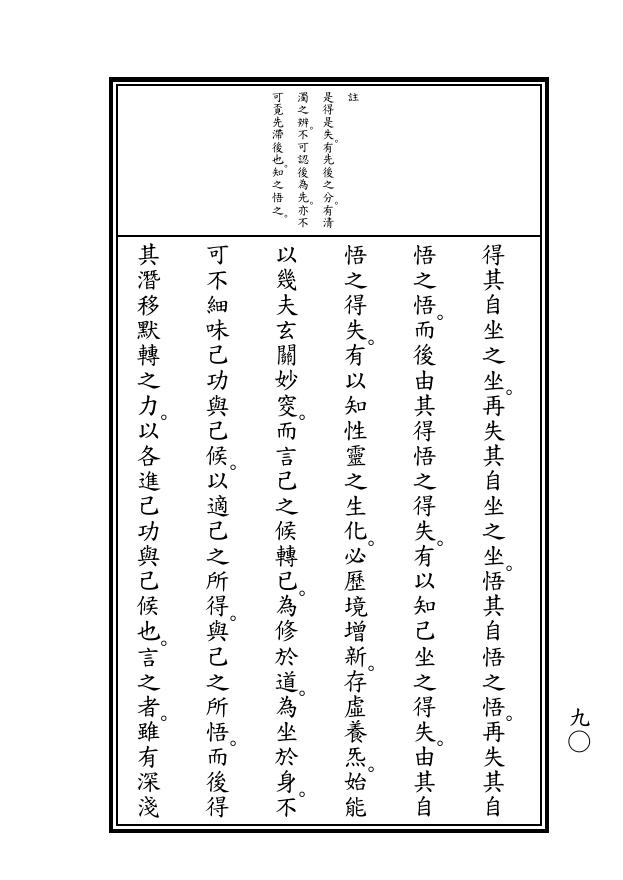 註
是得是失。有先後之分。有清
濁之辨。不可認後為先。亦不
可覔先滯後也。知之悟之。
得其自坐之坐。再失其自坐之坐。悟其自悟之悟。再失其自
悟之悟。而後由其得悟之得失。有以知己坐之得失。由其自
悟之得失。有以知性靈之生化。必歷境增新。存虛養炁。始能
以幾夫玄關妙窔。而言己之候轉已。為修於道。為坐於身。不
可不細味己功與己候。以適己之所得。與己之所悟。而後得
其潛移默轉之力。以各進己功與己候也。言之者。雖有深淺
九〇